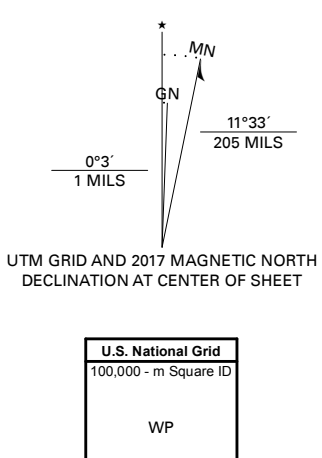 ★
MN
GN
11°33´
205 MILS
0°3´
1 MILS
UTM GRID AND 2017 MAGNETIC NORTH
DECLINATION AT CENTER OF SHEET
U.S. National Grid
100,000 - m Square ID
WP